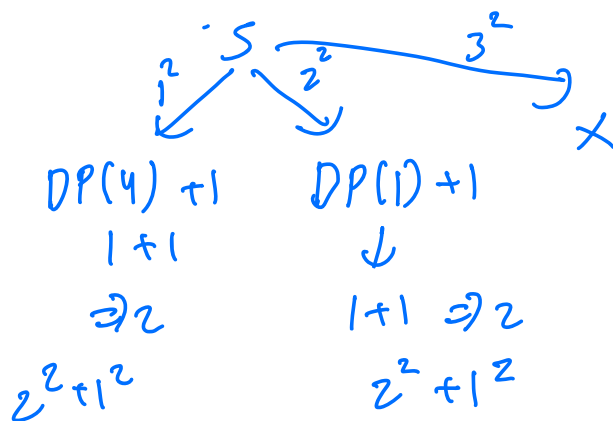 5
1² 2² 3²
X
DP(4) +1 DP(1) +1
1 + 1 ↓
⇒ 2 1+1 ⇒ 2
2² +1² 2² + 1²